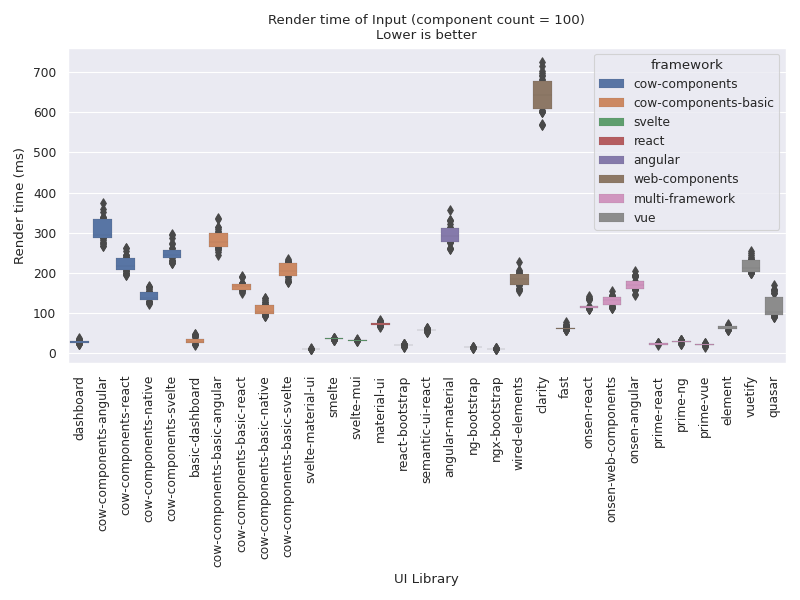 Render time of Input (component count = 100)
Lower is better
Render time (ms)
700
600
500
400
300
200
100
0
framework
cow-components
cow-components-basic
svelte
react
angular
web-components
multi-framework
vue
dashboard
cow-components-angular
cow-components-react
cow-components-native
cow-components-svelte
basic-dashboard
cow-components-basic-angular
cow-components-basic-react
cow-components-basic-native
cow-components-basic-svelte
svelte-material-ui
smelte
svelte-mui
material-ui
react-bootstrap
semantic-ui-react
angular-material
ng-bootstrap
ngx-bootstrap
wired-elements
clarity
fast
onsen-react
onsen-web-components
onsen-angular
prime-react
prime-ng
prime-vue
element
vuetify
quasar
UI Library